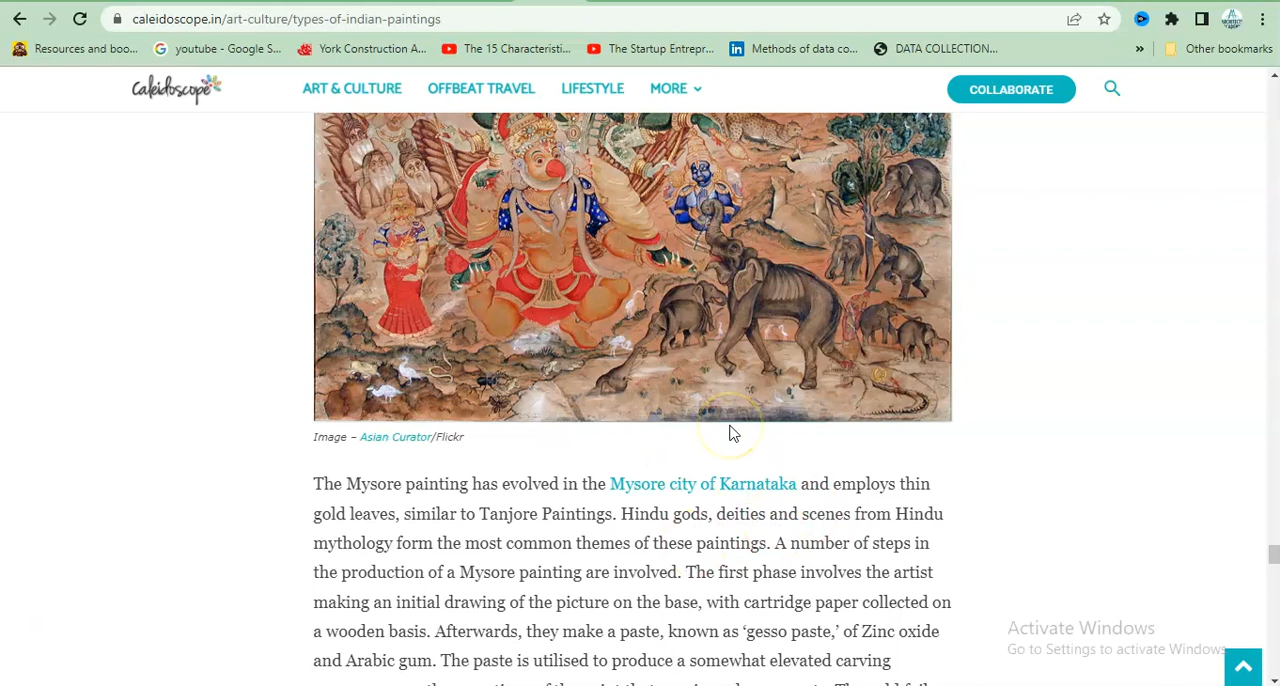 caleidoscope.in/art-culture/types-of-indian-paintings
Resources and boo... youtube - Google S... York Construction A... The 15 Characteristi... The Startup Entrepr... Methods of data co... DATA COLLECTION... » Other bookmarks
Caleidoscope ART & CULTURE OFFBEAT TRAVEL LIFESTYLE MORE COLLABORATE
Image – Asian Curator/Flickr
The Mysore painting has evolved in the Mysore city of Karnataka and employs thin
gold leaves, similar to Tanjore Paintings. Hindu gods, deities and scenes from Hindu
mythology form the most common themes of these paintings. A number of steps in
the production of a Mysore painting are involved. The first phase involves the artist
making an initial drawing of the picture on the base, with cartridge paper collected on
a wooden basis. Afterwards, they make a paste, known as ‘gesso paste,’ of Zinc oxide
and Arabic gum. The paste is utilised to produce a somewhat elevated carving
Activate Windows
Go to Settings to activate Windows.